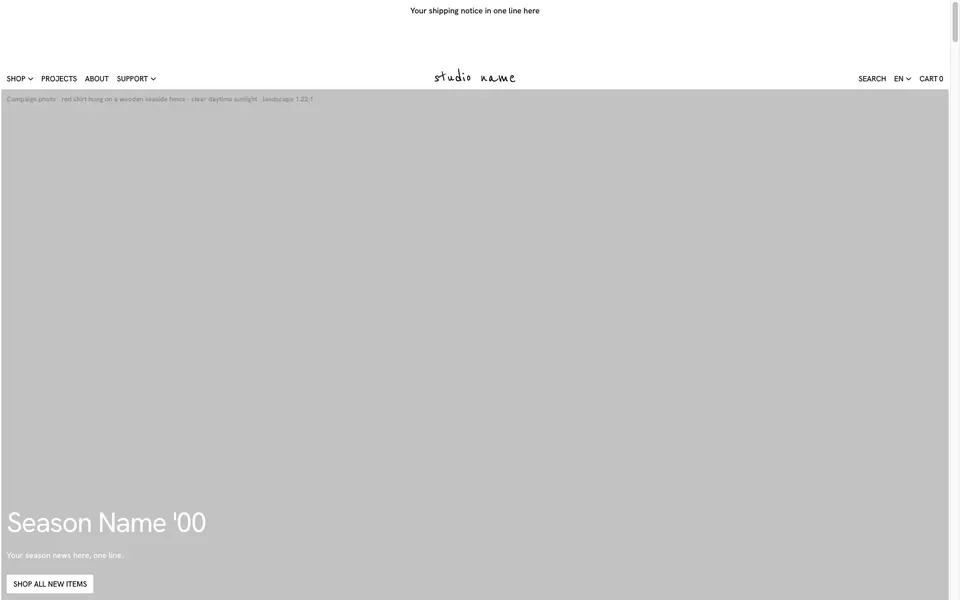 Your shipping notice in one line here
SHOP PROJECTS ABOUT SUPPORT
studio name
SEARCH EN CART 0
Campaign photo · red shirt hung on a wooden seaside fence · clear daytime sunlight · landscape 1.22:1
Season Name '00
Your season news here, one line.
SHOP ALL NEW ITEMS